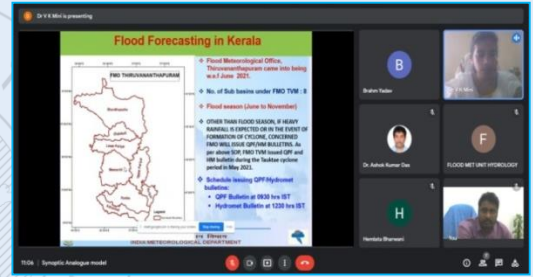 Dr V K Mini is presenting
Flood Forecasting in Kerala
FMO THIRUVANANTHAPURAM
Flood Meteorological Office,
Thiruvananthapuram came into being
w.e.f June 2021.
No. of Sub basins under FMO TVM : 8
Flood season (June to November)
OTHER THAN FLOOD SEASON, IF HEAVY
RAINFALL IS EXPECTED OR IN THE EVENT OF
FORMATION OF CYCLONE, CONCERNED
FMO WILL ISSUE QPF/HM BULLETINS. As
per above SOP, FMO TVM issued QPF and
HM bulletin during the Tauktae cyclone
period in May 2021.
Schedule issuing QPF/Hydromet
bulletins:
QPF Bulletin at 0930 hrs IST
Hydromet Bulletin at 1230 hrs IST
INDIA METEOROLOGICAL DEPARTMENT
B
Brahm Yadav
Dr. Ashok Kumar Das
F
FLOOD MET UNIT HYDROLOGY
H
Hemlata Bharwani
11:06 | Synoptic Analogue model